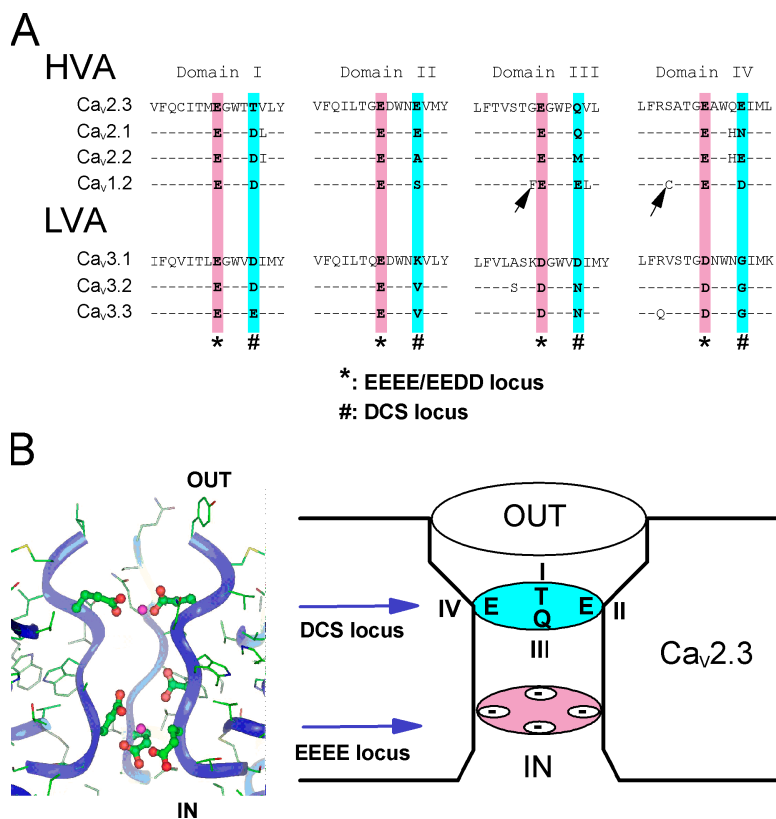 A
HVA
Domain I Domain II Domain III Domain IV
CaV2.3 VFQCITMEGWTTVLY VFQILTGEDWNEVMY LFTVSTGEGWPQVL LFRSATGEAWQEIML
CaV2.1 -------E---DL-- -------E---E--- -------E---Q-- -------E--HN---
CaV2.2 -------E---DI-- -------E---A--- -------E---M-- -------E--HE---
CaV1.2 -------E---D--- -------E---S--- ------FE---EL- ---C---E---D---
LVA
CaV3.1 IFQVITLEGWVDIMY VFQILTQEDWNKVLY LFVLASKDGWVDIMY LFRVSTGDNWNGIMK
CaV3.2 -------E---D--- -------E---V--- ----S--D---N--- -------D---G---
CaV3.3 -------E---E--- -------E---V--- -------D---N--- --Q----D---G---
* # * # * # * #
*: EEEE/EEDD locus
#: DCS locus
B
OUT
IN
OUT
I
IV E T E II
Q
III
DCS locus
CaV2.3
- - - -
EEEE locus
IN